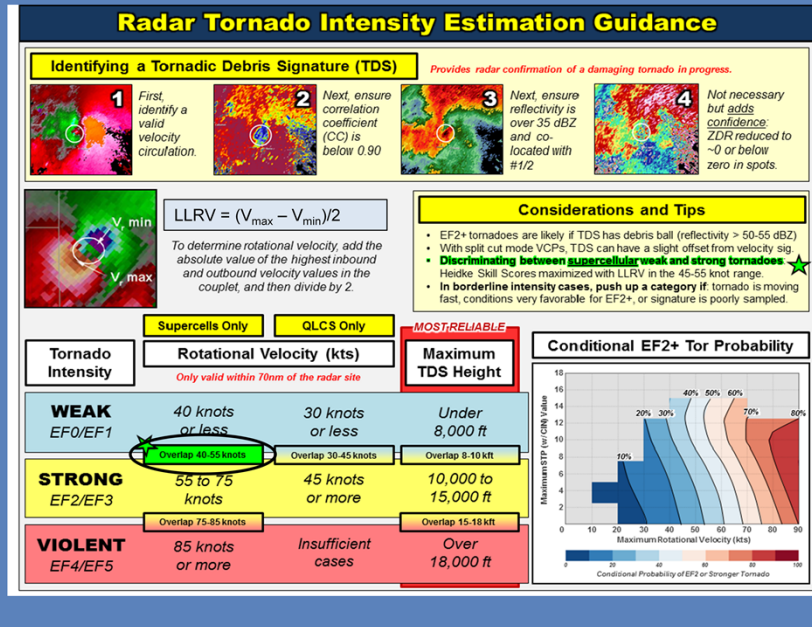 Radar Tornado Intensity Estimation Guidance
Identifying a Tornadic Debris Signature (TDS)
Provides radar confirmation of a damaging tornado in progress.
1
First,
identify a
valid
velocity
circulation.
2
Next, ensure
correlation
coefficient
(CC) is
below 0.90
3
Next, ensure
reflectivity is
over 35 dBZ
and co-
located with
#1/2
4
Not necessary
but adds
confidence:
ZDR reduced to
~0 or below
zero in spots.
Vr min
Vr max
LLRV = (Vmax – Vmin)/2
To determine rotational velocity, add the
absolute value of the highest inbound
and outbound velocity values in the
couplet, and then divide by 2.
Considerations and Tips
• EF2+ tornadoes are likely if TDS has debris ball (reflectivity > 50-55 dBZ)
• With split cut mode VCPs, TDS can have a slight offset from velocity sig.
• Discriminating between supercellular weak and strong tornadoes
Heidke Skill Scores maximized with LLRV in the 45-55 knot range.
• In borderline intensity cases, push up a category if: tornado is moving
fast, conditions very favorable for EF2+, or signature is poorly sampled.
Supercells Only
QLCS Only
MOST RELIABLE
Tornado
Intensity
Rotational Velocity (kts)
Only valid within 70nm of the radar site
Maximum
TDS Height
WEAK
EF0/EF1
40 knots
or less
30 knots
or less
Under
8,000 ft
Overlap 40-55 knots
Overlap 30-45 knots
Overlap 8-10 kft
STRONG
EF2/EF3
55 to 75
knots
45 knots
or more
10,000 to
15,000 ft
Overlap 75-85 knots
Overlap 15-18 kft
VIOLENT
EF4/EF5
85 knots
or more
Insufficient
cases
Over
18,000 ft
Conditional EF2+ Tor Probability
Maximum STP (w/CIN) Value
18
16
14
12
10
8
6
4
2
10% 20% 30% 40% 50% 60% 70% 80%
0 10 20 30 40 50 60 70 80 90
Maximum Rotational Velocity (kts)
0 20 40 60 80 100
Conditional Probability of EF2 or Stronger Tornado